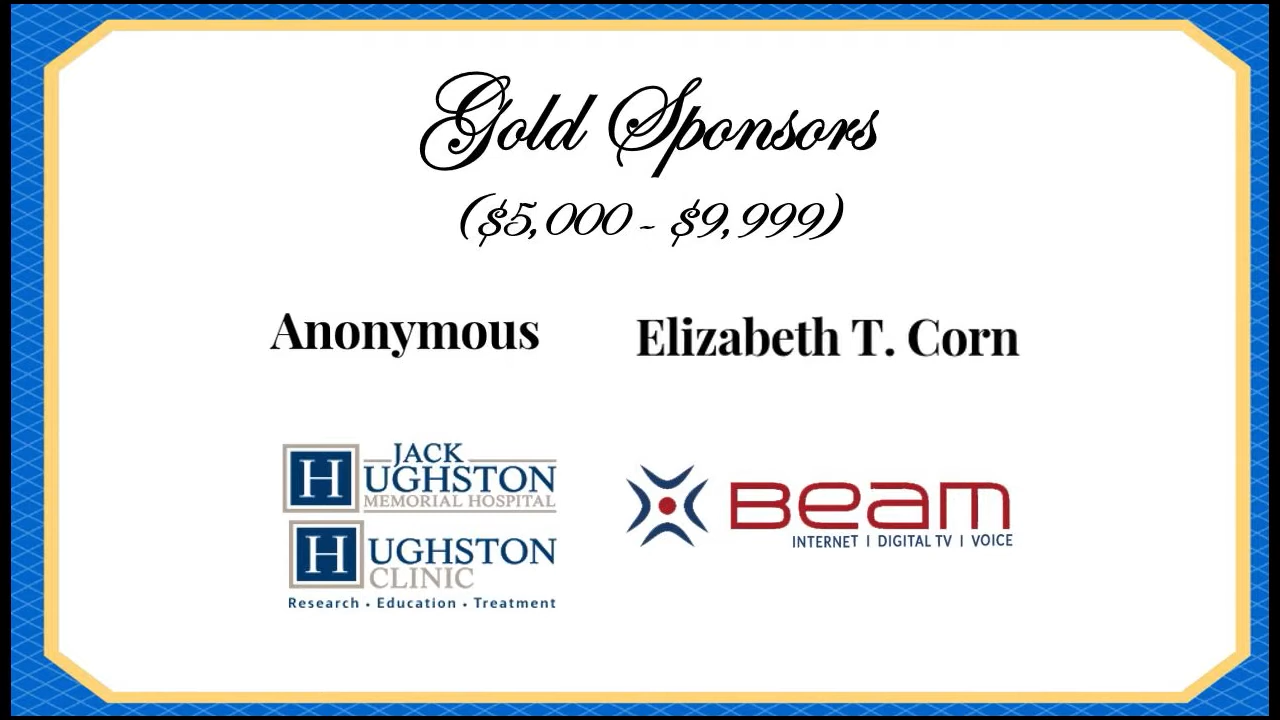 Gold Sponsors
($5,000 - $9,999)
Anonymous
Elizabeth T. Corn
JACK
HUGHSTON
MEMORIAL HOSPITAL
HUGHSTON
CLINIC
Research • Education • Treatment
BEAM
INTERNET | DIGITAL TV | VOICE